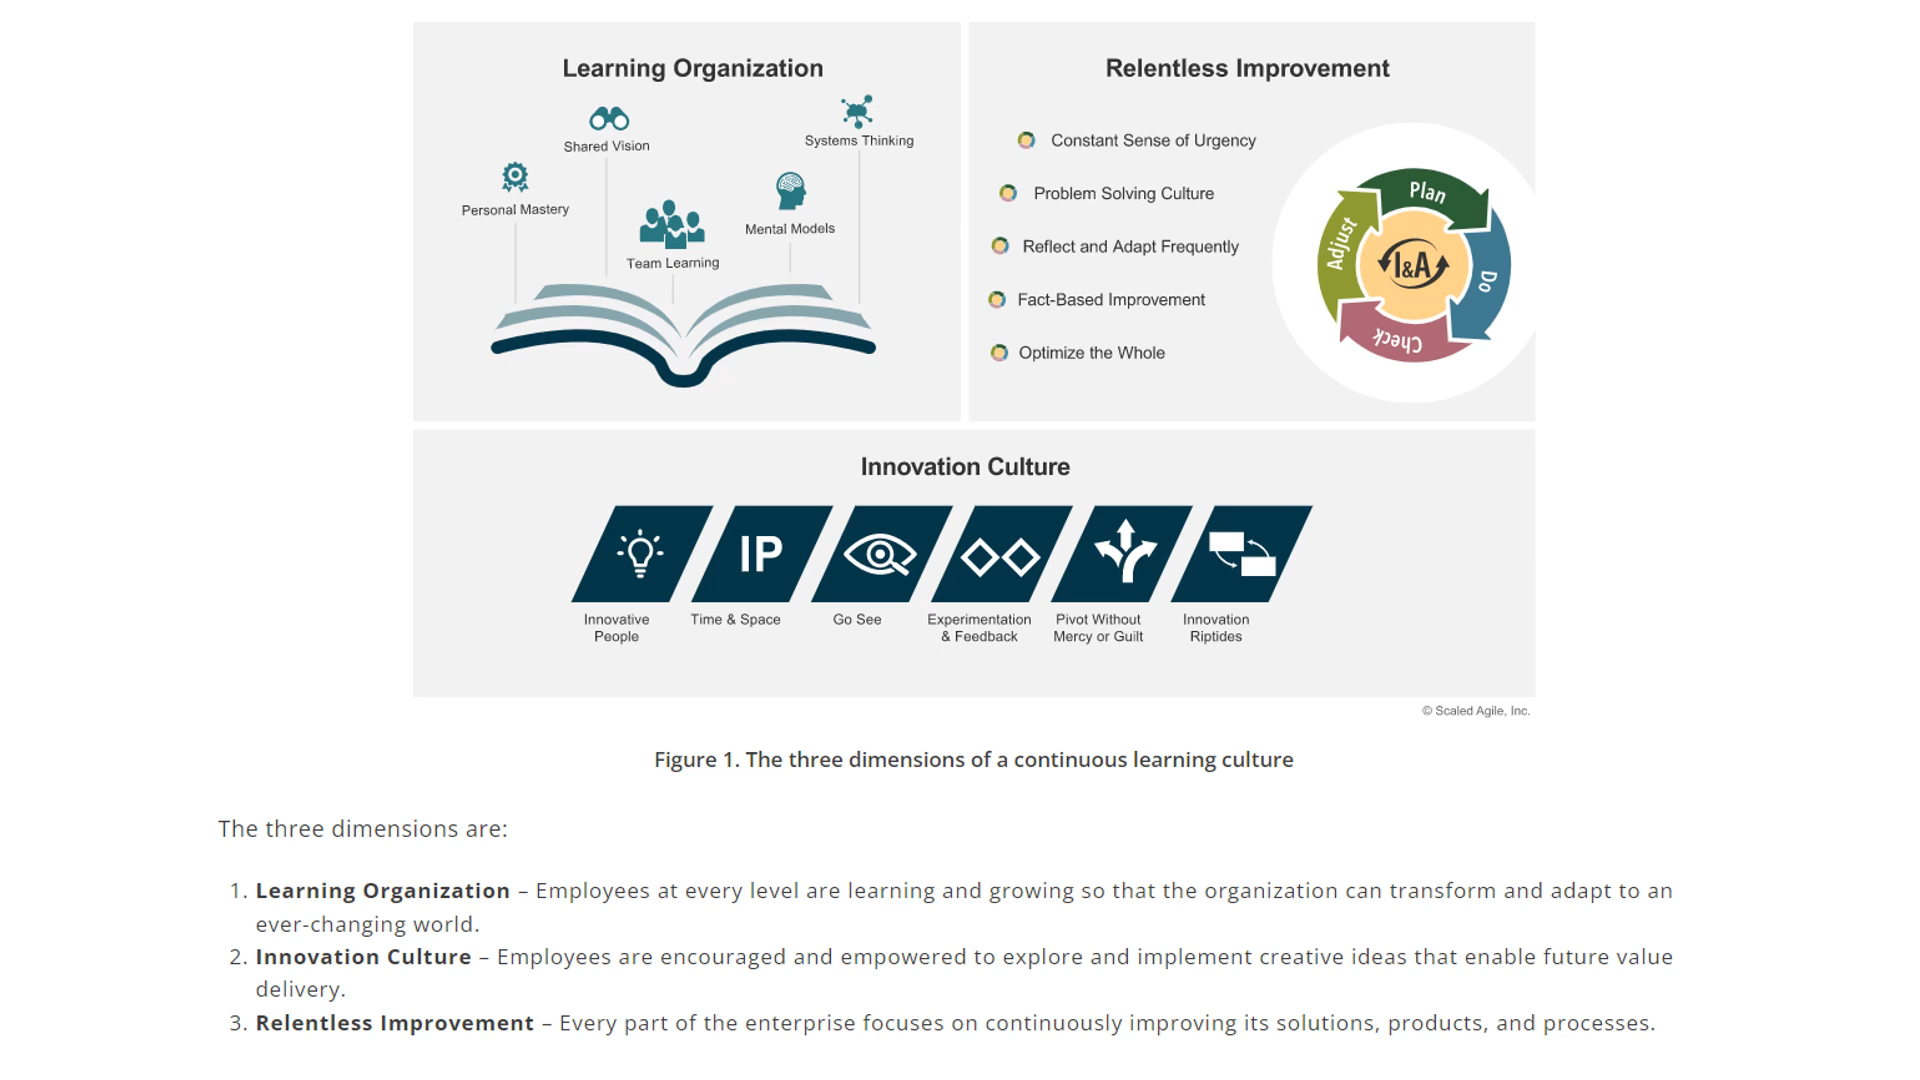 Learning Organization
Shared Vision
Systems Thinking
Personal Mastery
Team Learning
Mental Models
Relentless Improvement
Constant Sense of Urgency
Problem Solving Culture
Reflect and Adapt Frequently
Fact-Based Improvement
Optimize the Whole
Plan
Do
Check
Adjust
I&A
Innovation Culture
IP
Innovative
People
Time & Space
Go See
Experimentation
& Feedback
Pivot Without
Mercy or Guilt
Innovation
Riptides
© Scaled Agile, Inc.
Figure 1. The three dimensions of a continuous learning culture
The three dimensions are:
1. Learning Organization – Employees at every level are learning and growing so that the organization can transform and adapt to an
ever-changing world.
2. Innovation Culture – Employees are encouraged and empowered to explore and implement creative ideas that enable future value
delivery.
3. Relentless Improvement – Every part of the enterprise focuses on continuously improving its solutions, products, and processes.